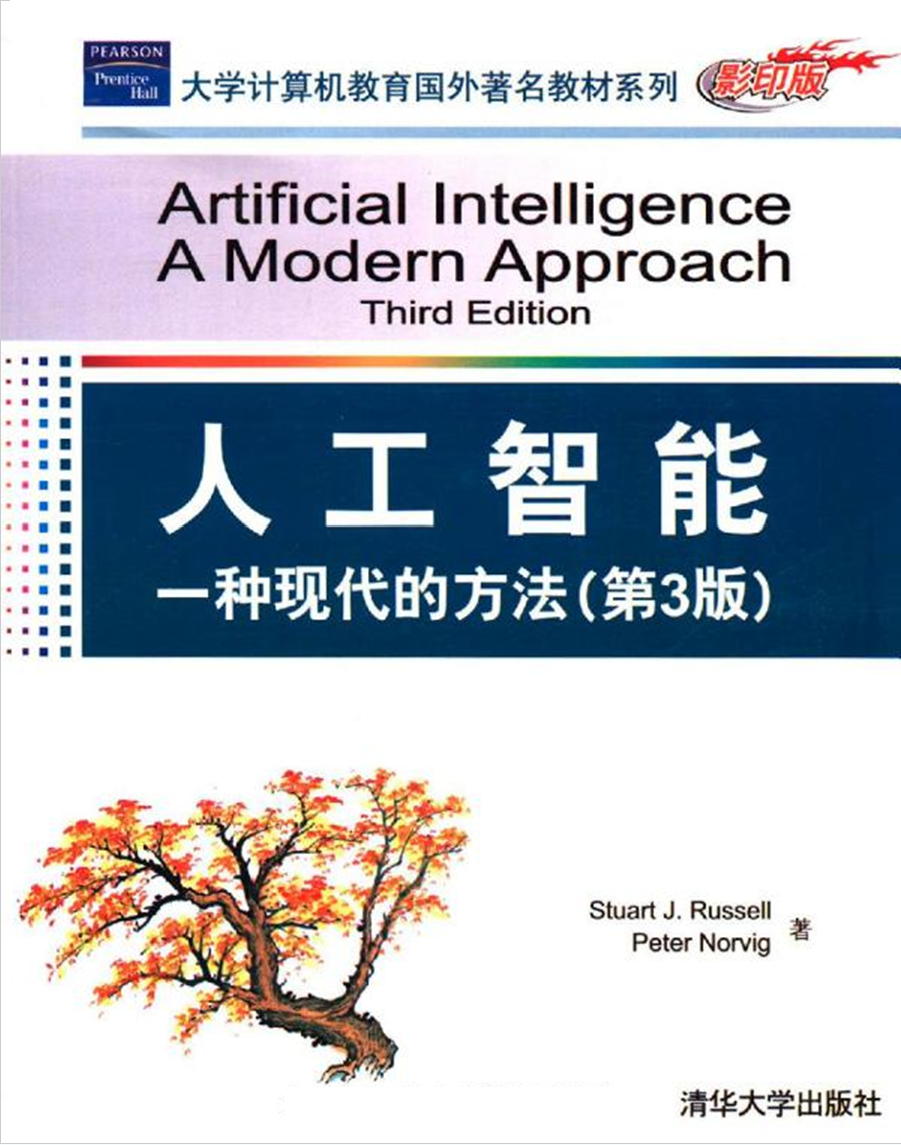 PEARSON
Prentice
Hall
大学计算机教育国外著名教材系列
影印版
Artificial Intelligence
A Modern Approach
Third Edition
人工智能
一种现代的方法(第3版)
Stuart J. Russell
Peter Norvig
著
清华大学出版社